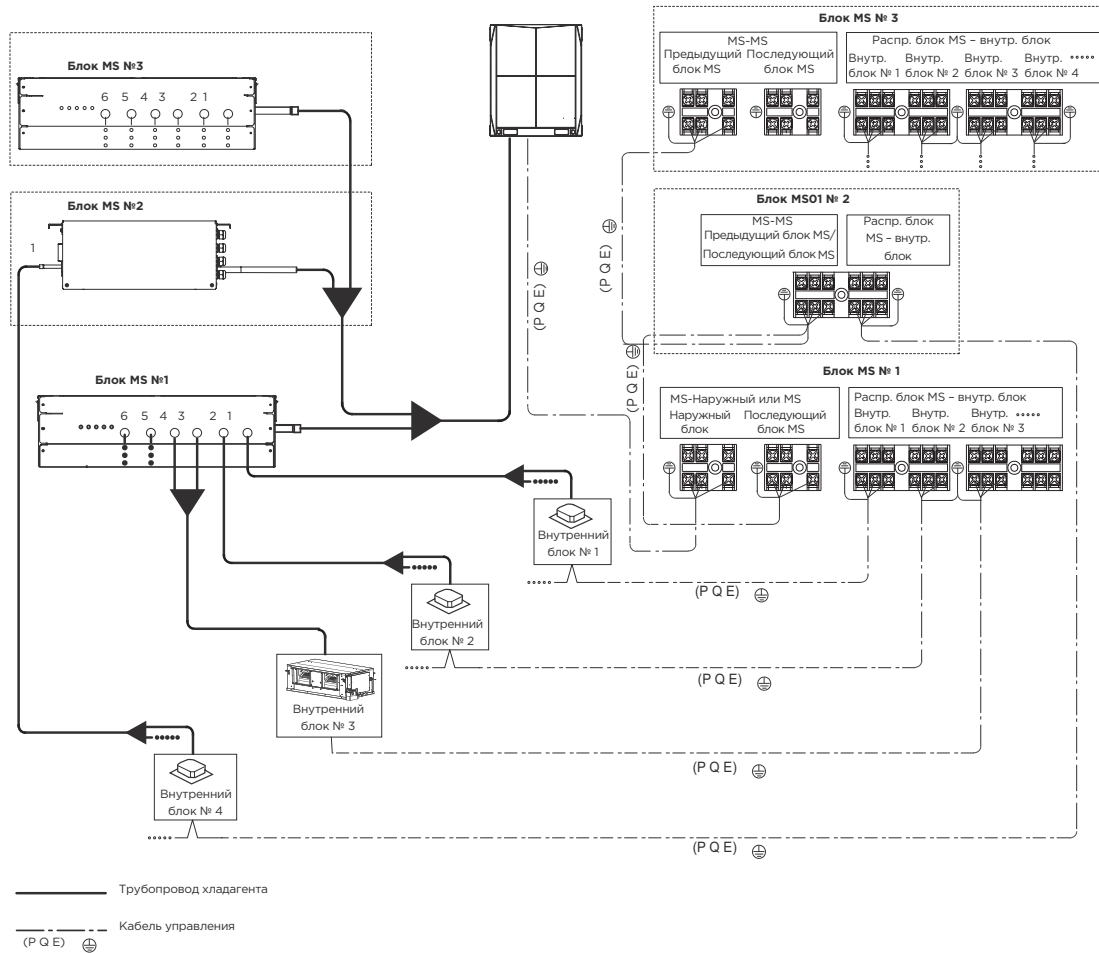 Блок MS №3
6 5 4 3 2 1
Блок MS №2
1
Блок MS №1
6 5 4 3 2 1
Блок MS № 3
MS-MS
Предыдущий Последующий
блок MS блок MS
Распр. блок MS – внутр. блок
Внутр. Внутр. Внутр. Внутр.
блок № 1 блок № 2 блок № 3 блок № 4
Блок MS01 № 2
MS-MS
Предыдущий блок MS/
Последующий блок MS
Распр. блок
MS – внутр.
блок
Блок MS № 1
MS-Наружный или MS
Наружный Последующий
блок блок MS
Распр. блок MS – внутр. блок
Внутр. Внутр. Внутр.
блок № 1 блок № 2 блок № 3
(P Q E)
(P Q E)
(P Q E)
Внутренний
блок № 1
(P Q E)
Внутренний
блок № 2
(P Q E)
Внутренний
блок № 3
(P Q E)
Внутренний
блок № 4
(P Q E)
Трубопровод хладагента
Кабель управления
(P Q E)